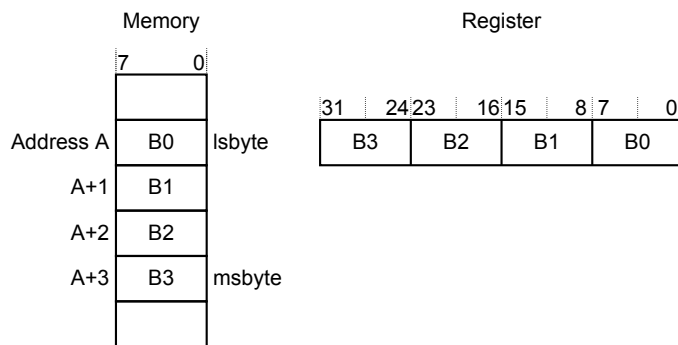 Memory
Register
7 0
31 24 23 16 15 8 7 0
B3 B2 B1 B0
Address A B0 lsbyte
A+1 B1
A+2 B2
A+3 B3 msbyte